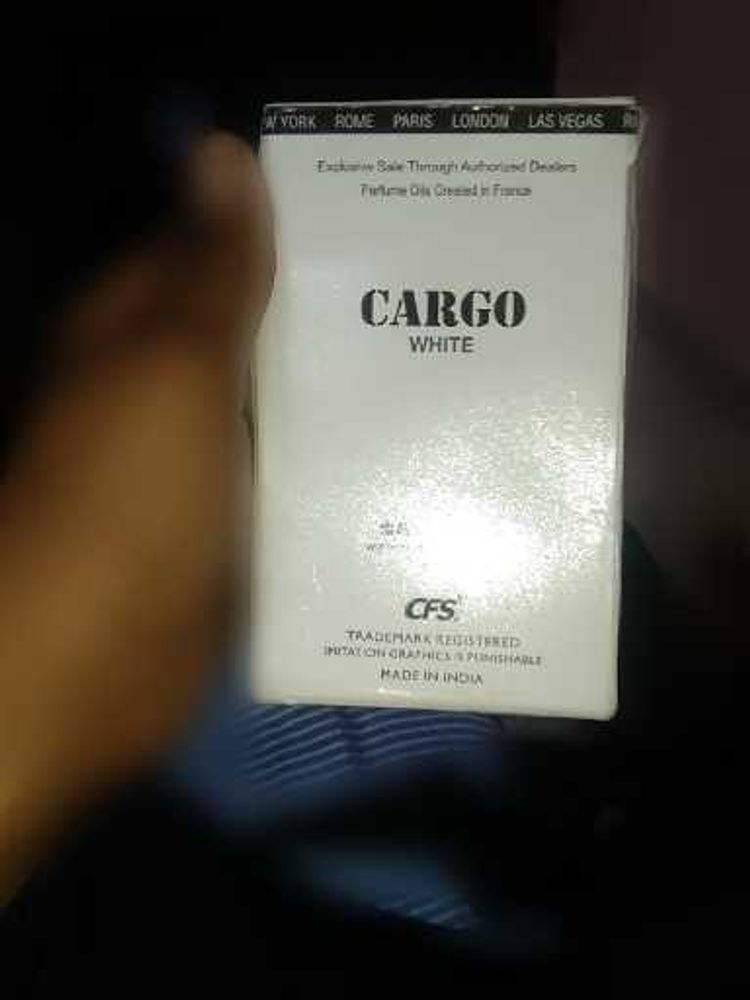 W YORK ROME PARIS LONDON LAS VEGAS
Exclusive Sale Through Authorized Dealers
Perfume Oils Created in France
CARGO
WHITE
CFS
TRADEMARK REGISTERED
IMITATION GRAPHICS IS PUNISHABLE
MADE IN INDIA